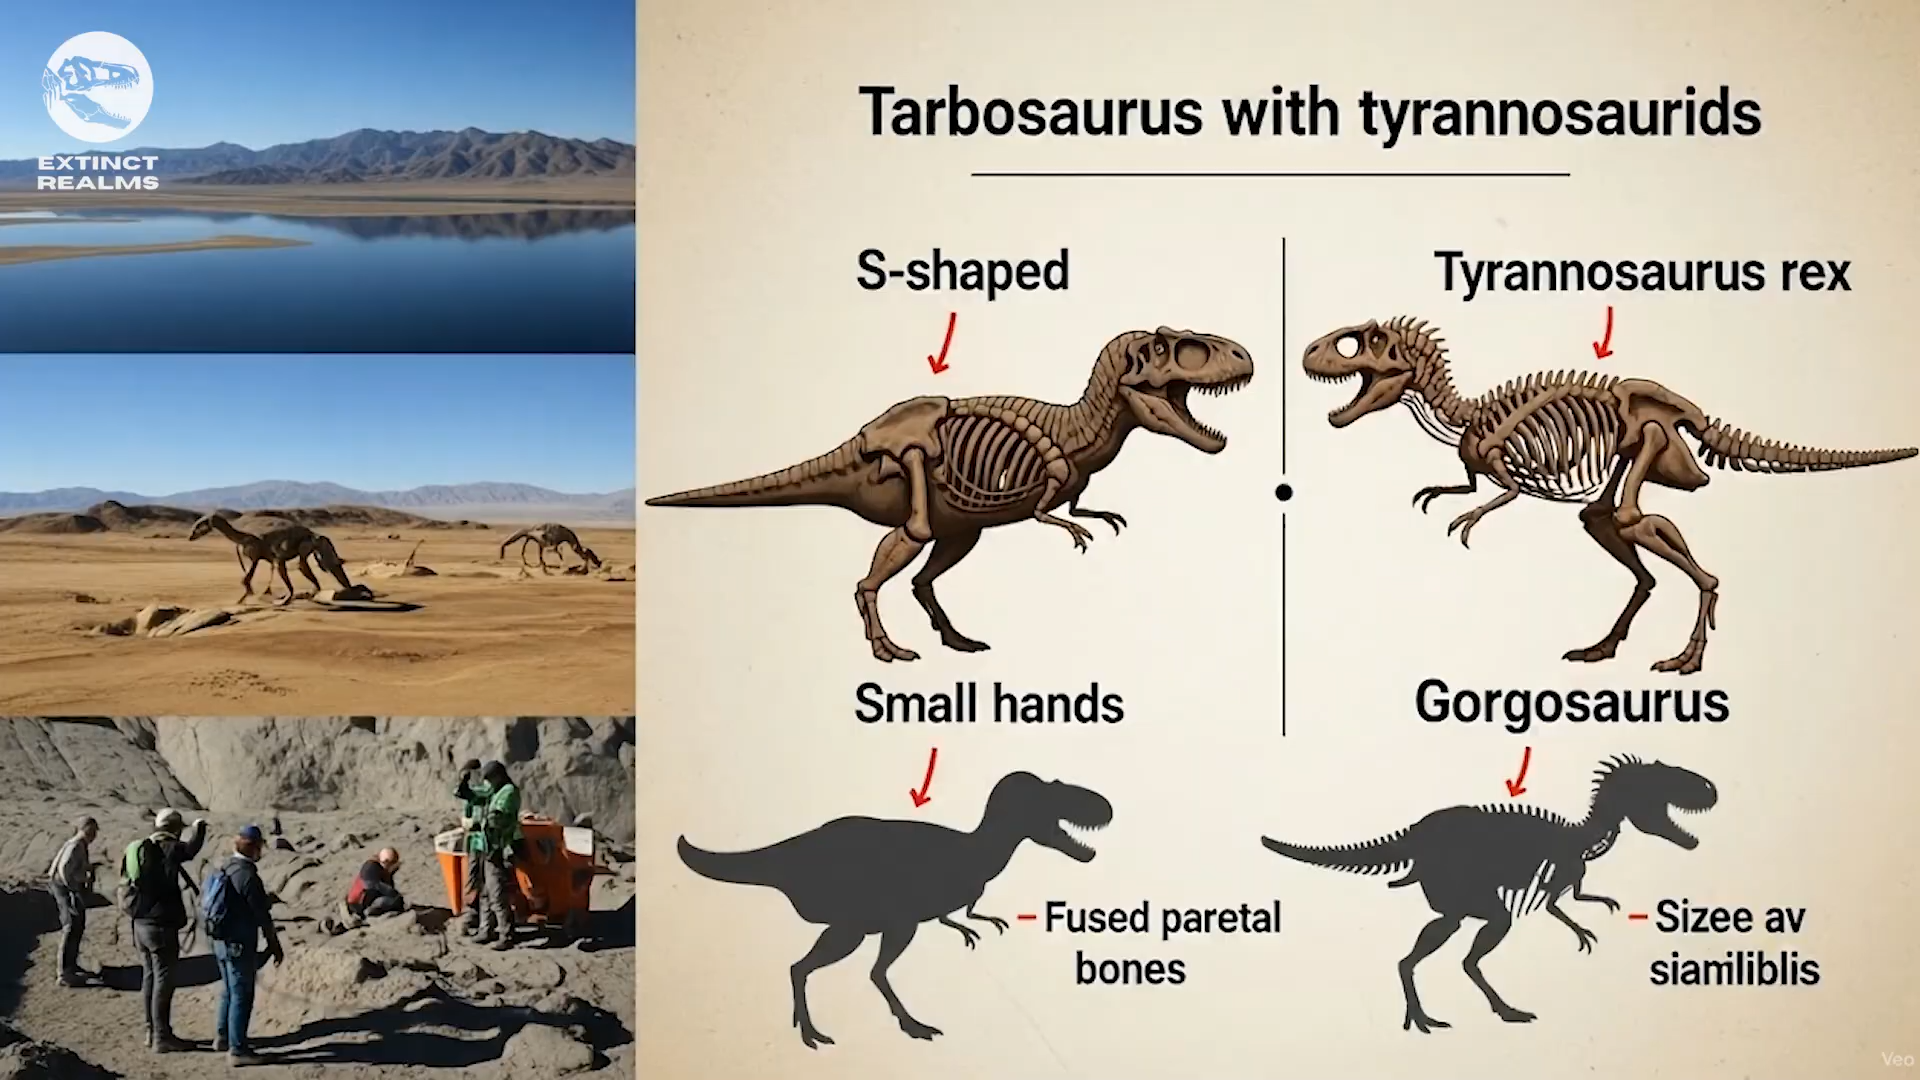 EXTINCT
REALMS
Tarbosaurus with tyrannosaurids
S-shaped
Tyrannosaurus rex
Small hands
Gorgosaurus
Fused paretal
bones
Sizee av
siamiliblis
Veo